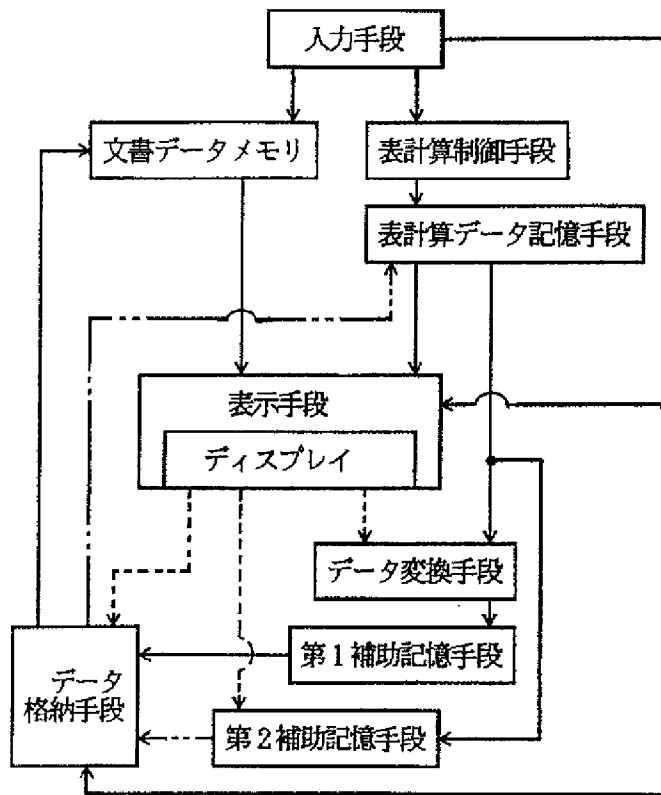 入力手段
文書データメモリ
表計算制御手段
表計算データ記憶手段
表示手段
ディスプレイ
データ変換手段
第1補助記憶手段
データ
格納手段
第2補助記憶手段